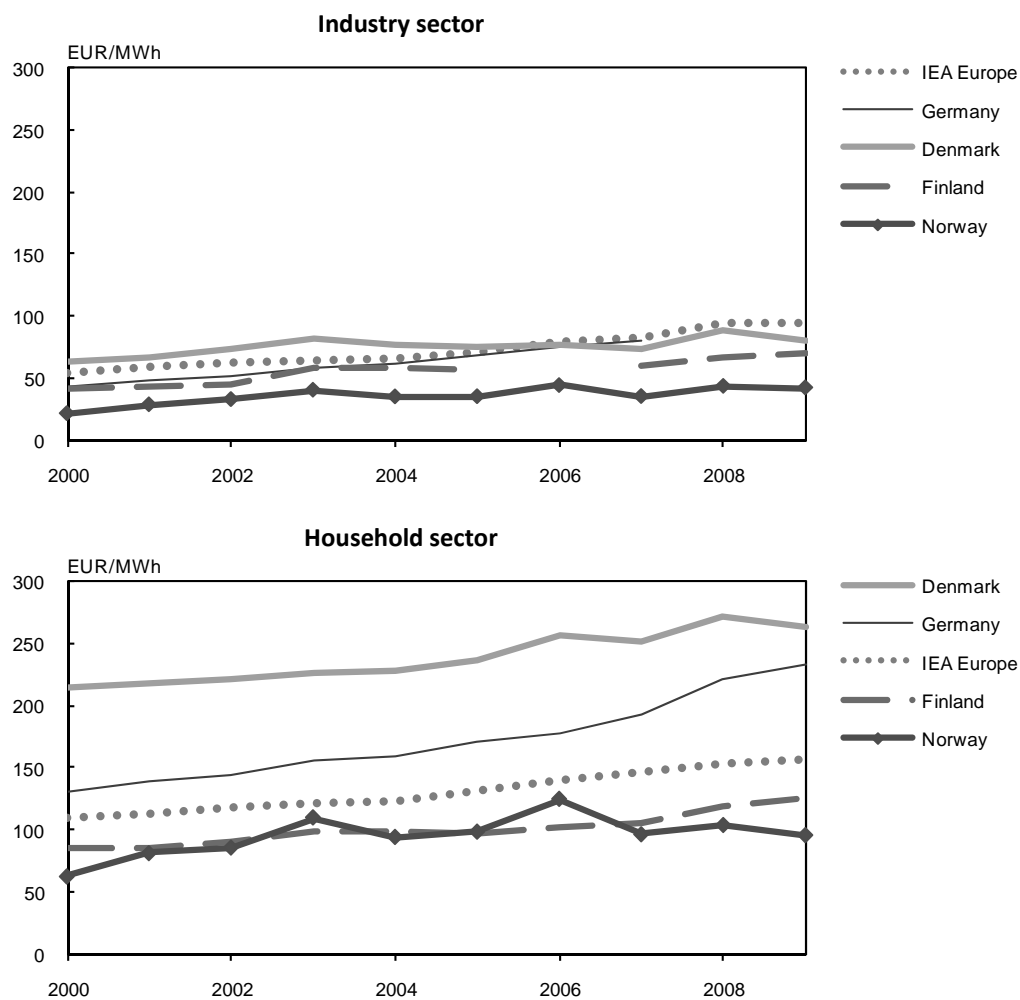 Industry sector
EUR/MWh
300
250
200
150
100
50
0
2000
2002
2004
2006
2008
IEA Europe
Germany
Denmark
Finland
Norway
Household sector
EUR/MWh
300
250
200
150
100
50
0
2000
2002
2004
2006
2008
Denmark
Germany
IEA Europe
Finland
Norway